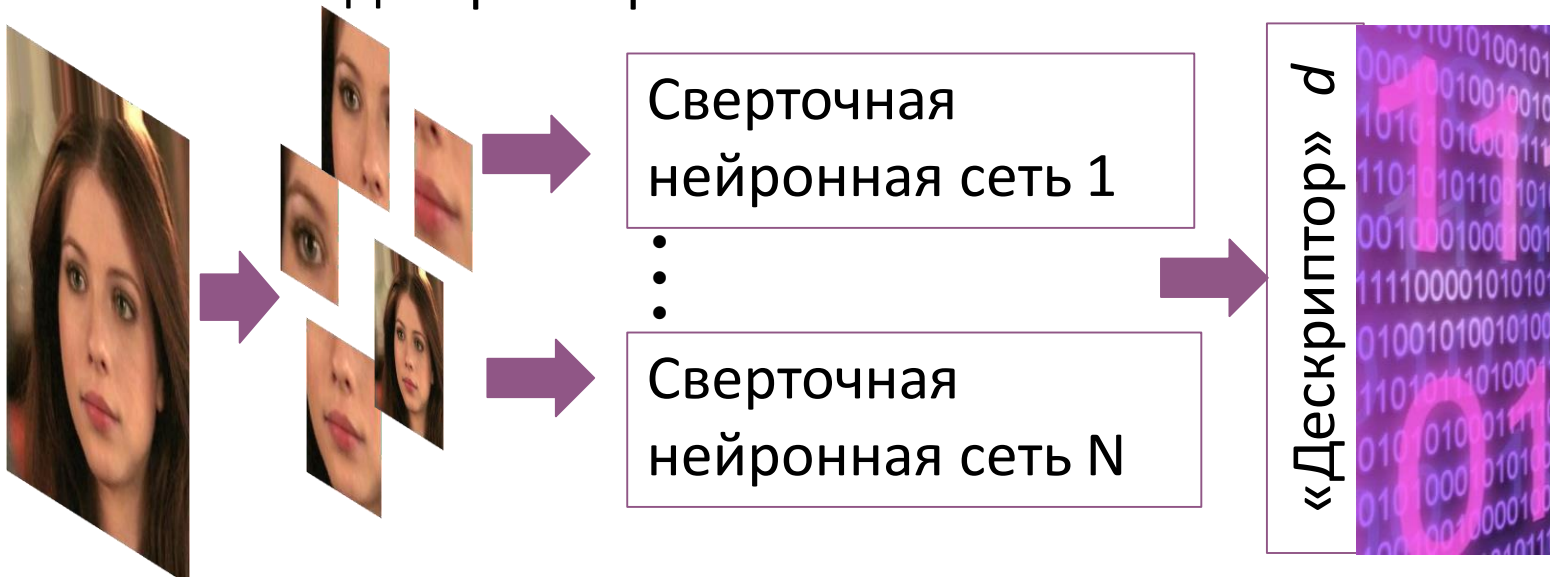 Сверточная
нейронная сеть 1
Сверточная
нейронная сеть N
«Дескриптор» d